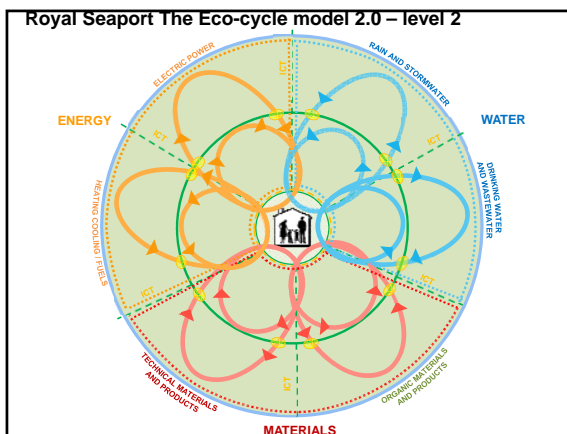 Royal Seaport The Eco-cycle model 2.0 – level 2
ELECTRIC POWER
ICT
RAIN AND STORMWATER
ENERGY
WATER
ICT
ICT
HEATING COOLING / FUELS
DRINKING WATER
AND WASTEWATER
ICT
ICT
TECHNICAL MATERIALS
AND PRODUCTS
ICT
ORGANIC MATERIALS
AND PRODUCTS
MATERIALS